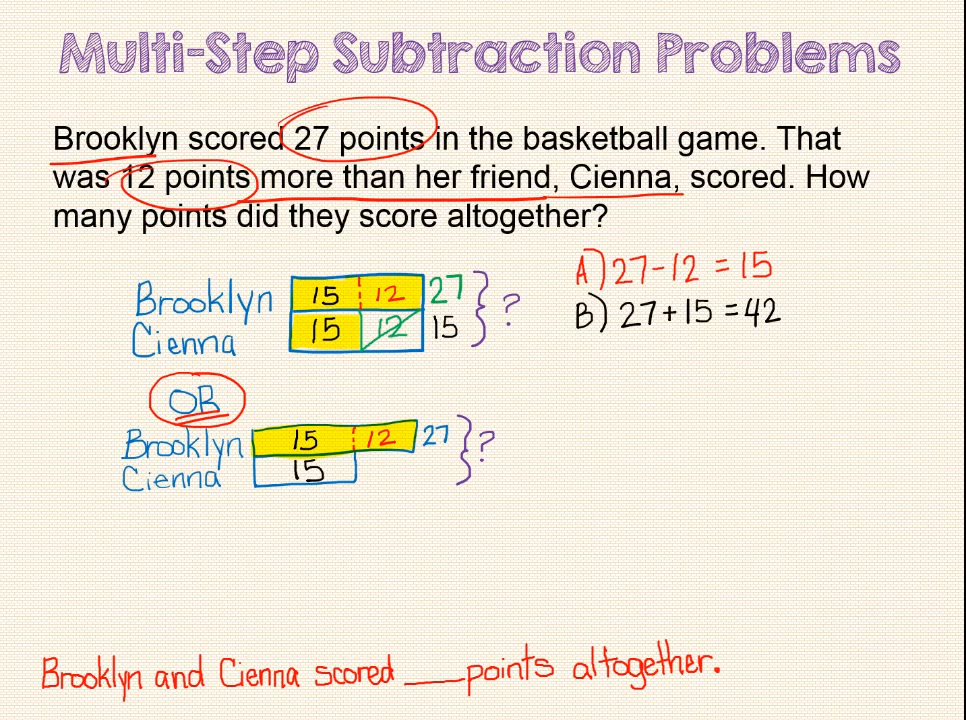 Multi-Step Subtraction Problems
Brooklyn scored 27 points in the basketball game. That
was 12 points more than her friend, Cienna, scored. How
many points did they score altogether?
A) 27-12 = 15
B) 27+15 = 42
Brooklyn 15 12 27
Cienna 15 12 15
?
OR
Brooklyn 15 12 27
Cienna 15
?
Brooklyn and Cienna scored ___ points altogether.